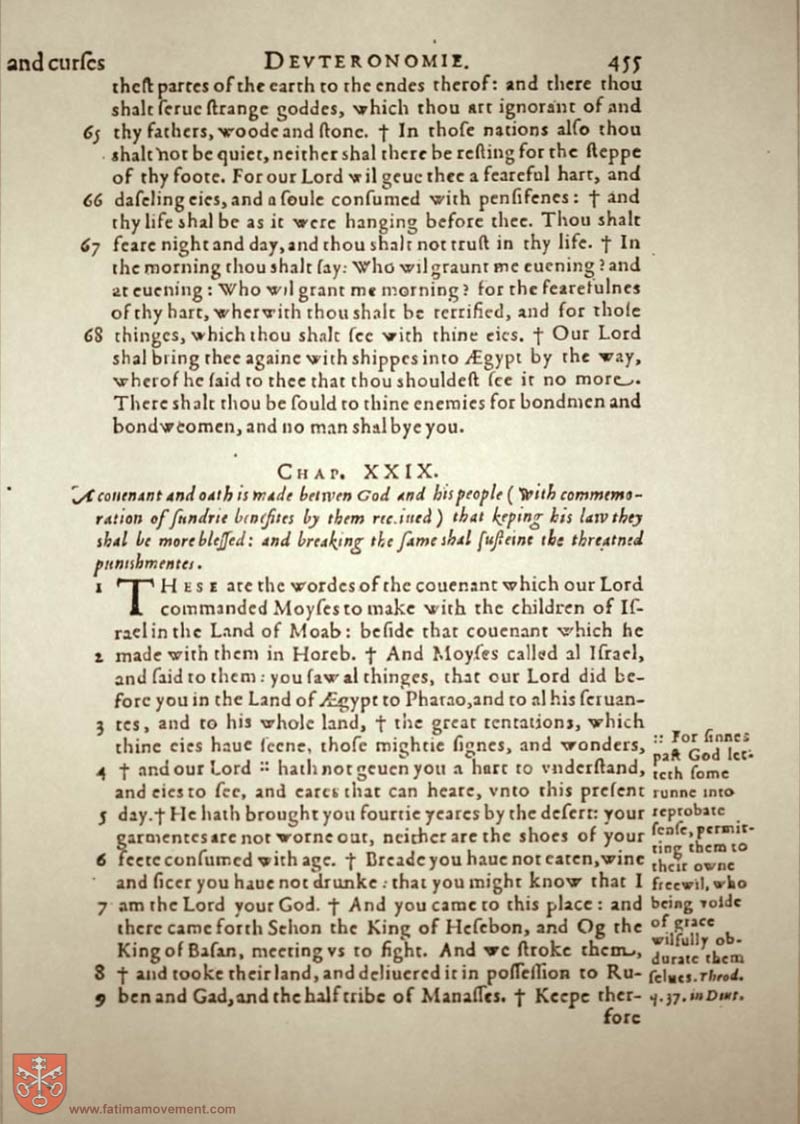 and curſes DEVTERONOMIE. 455
theſt partes of the earth to the endes therof: and there thou
shalt ſerue ſtrange goddes, which thou art ignorant of and
65 thy fathers, woode and ſtone. † In thoſe nations alſo thou
shalt not be quiet, neither shal there be reſting for the ſteppe
of thy foote. For our Lord wil geue thee a feareful hart, and
66 daſeling eies, and a ſoule conſumed with penſifenes: † and
thy life shal be as it were hanging before thee. Thou shalt
67 feare night and day, and thou shalt not truſt in thy life. † In
the morning thou shalt ſay: Who wil graunt me euening? and
at euening: Who wil grant me morning? for the fearefulnes
of thy hart, wherwith thou shalt be terrified, and for thoſe
68 thinges, which thou shalt ſee with thine eies. † Our Lord
shal bring thee againe with shippes into Ægypt by the way,
wherof he ſaid to thee that thou shouldeſt ſee it no more.
There shalt thou be ſould to thine enemies for bondmen and
bondweomen, and no man shal bye you.
CHAP. XXIX.
A couenant and oath is made betwen God and his people (with commemo-
ration of ſundrie benefites by them receiued) that keping his law they
shal be more bleſſed: and breaking the ſame shal ſuſteine the threatned
punishmentes.
1 THESE are the wordes of the couenant which our Lord
commanded Moyſes to make with the children of Iſ-
rael in the Land of Moab: beſide that couenant which he
2 made with them in Horeb. † And Moyſes called al Iſrael,
and ſaid to them: you ſaw al thinges, that our Lord did be-
fore you in the Land of Ægypt to Pharao, and to al his ſeruan-
3 tes, and to his whole land, † the great tentations, which
thine eies haue ſeene, thoſe mightie ſignes, and wonders,
4 † and our Lord :: hath not geuen you a hart to vnderſtand,
and eies to ſee, and eares that can heare, vnto this preſent
5 day. † He hath brought you fourtie yeares by the deſert: your
garmentes are not worne out, neither are the shoes of your
6 feete conſumed with age. † Breade you haue not eaten, wine
and ſicer you haue not drunke: that you might know that I
7 am the Lord your God. † And you came to this place: and
there came forth Sehon the King of Heſebon, and Og the
King of Baſan, meeting vs to fight. And we ſtroke them,
8 † and tooke their land, and deliuered it in poſſeſſion to Ru-
9 ben and Gad, and the half tribe of Manaſſes. † Keepe ther-
fore
:: For ſinnes
paſt God let-
teth ſome
runne into
reprobate
ſenſe, permit-
ting them to
their owne
freewil, who
being voide
of grace
wilfully ob-
durate them
ſelues. Theod.
q. 37. in Deut.
www.fatimamovement.com